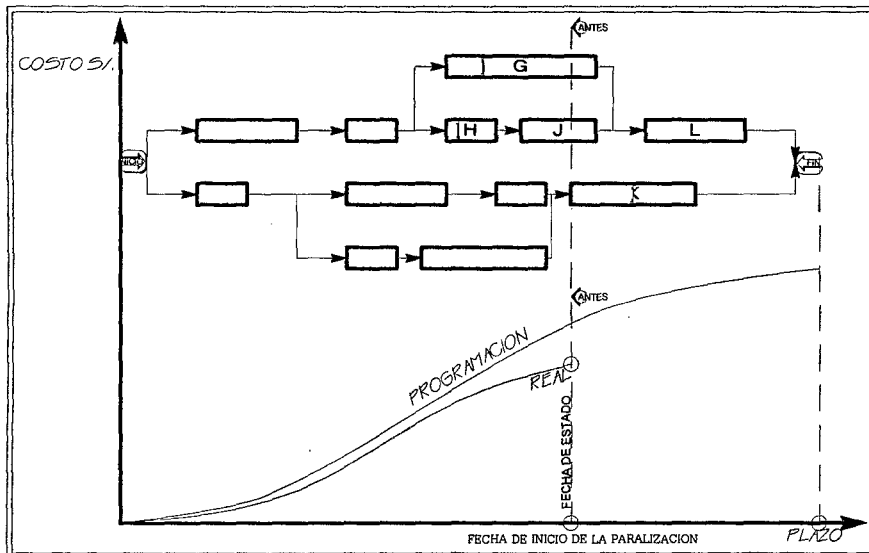 ANTES
COSTO S/.
G
H
J
L
INICIO
FIN
K
ANTES
PROGRAMACION
REAL
FECHA DE ESTADO
FECHA DE INICIO DE LA PARALIZACION
PLAZO